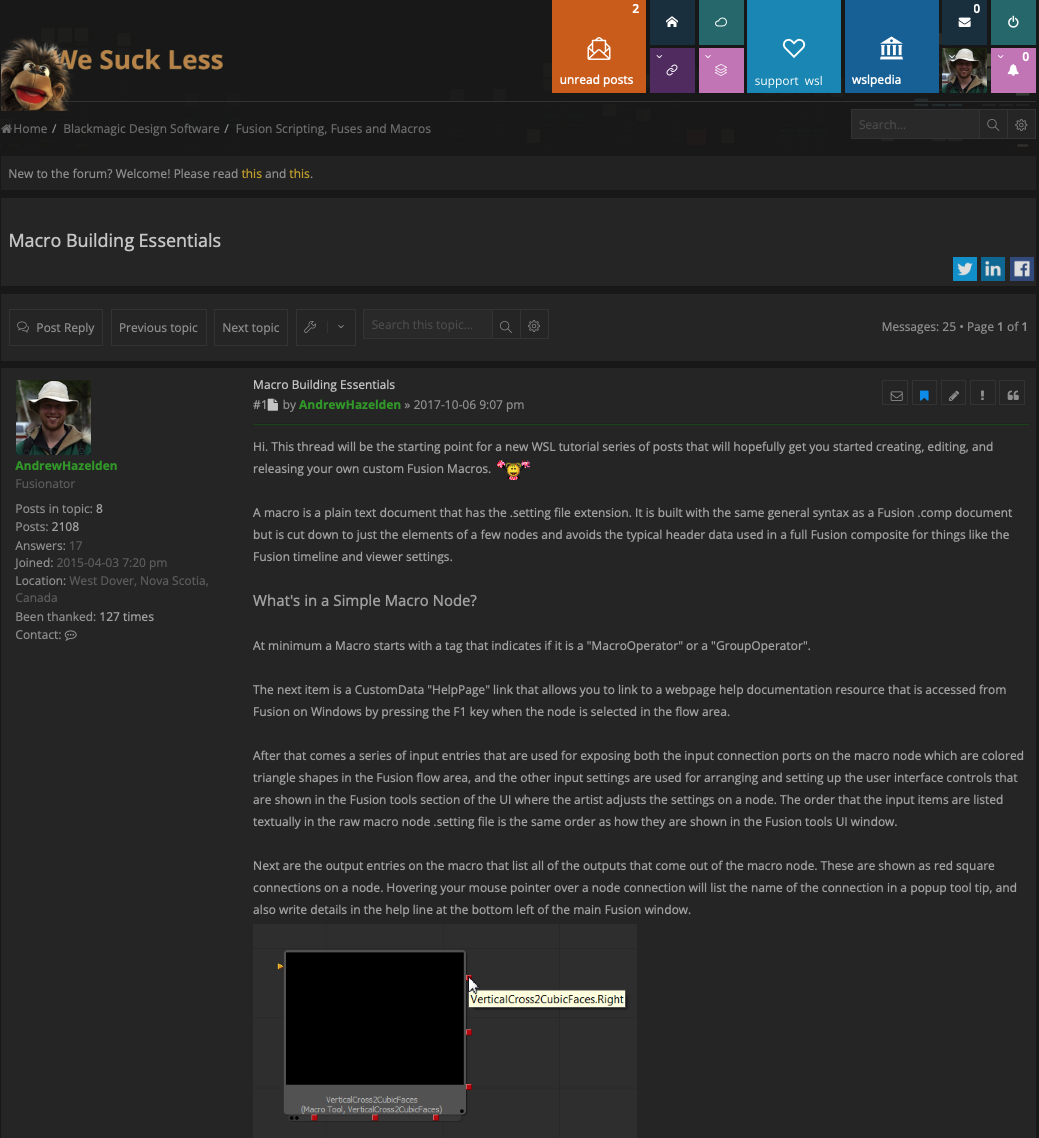 We Suck Less
2
unread posts
support wsl
wslpedia
0
0
Home / Blackmagic Design Software / Fusion Scripting, Fuses and Macros
Search...
New to the forum? Welcome! Please read this and this.
Macro Building Essentials
Post Reply
Previous topic
Next topic
Search this topic...
Messages: 25 • Page 1 of 1
AndrewHazelden
Fusionator
Posts in topic: 8
Posts: 2108
Answers: 17
Joined: 2015-04-03 7:20 pm
Location: West Dover, Nova Scotia,
Canada
Been thanked: 127 times
Contact:
Macro Building Essentials
#1 by AndrewHazelden » 2017-10-06 9:07 pm
Hi. This thread will be the starting point for a new WSL tutorial series of posts that will hopefully get you started creating, editing, and
releasing your own custom Fusion Macros.
A macro is a plain text document that has the .setting file extension. It is built with the same general syntax as a Fusion .comp document
but is cut down to just the elements of a few nodes and avoids the typical header data used in a full Fusion composite for things like the
Fusion timeline and viewer settings.
What's in a Simple Macro Node?
At minimum a Macro starts with a tag that indicates if it is a "MacroOperator" or a "GroupOperator".
The next item is a CustomData "HelpPage" link that allows you to link to a webpage help documentation resource that is accessed from
Fusion on Windows by pressing the F1 key when the node is selected in the flow area.
After that comes a series of input entries that are used for exposing both the input connection ports on the macro node which are colored
triangle shapes in the Fusion flow area, and the other input settings are used for arranging and setting up the user interface controls that
are shown in the Fusion tools section of the UI where the artist adjusts the settings on a node. The order that the input items are listed
textually in the raw macro node .setting file is the same order as how they are shown in the Fusion tools UI window.
Next are the output entries on the macro that list all of the outputs that come out of the macro node. These are shown as red square
connections on a node. Hovering your mouse pointer over a node connection will list the name of the connection in a popup tool tip, and
also write details in the help line at the bottom left of the main Fusion window.
VerticalCross2CubicFaces.Right
VerticalCross2CubicFaces
(Macro Tool, VerticalCross2CubicFaces)